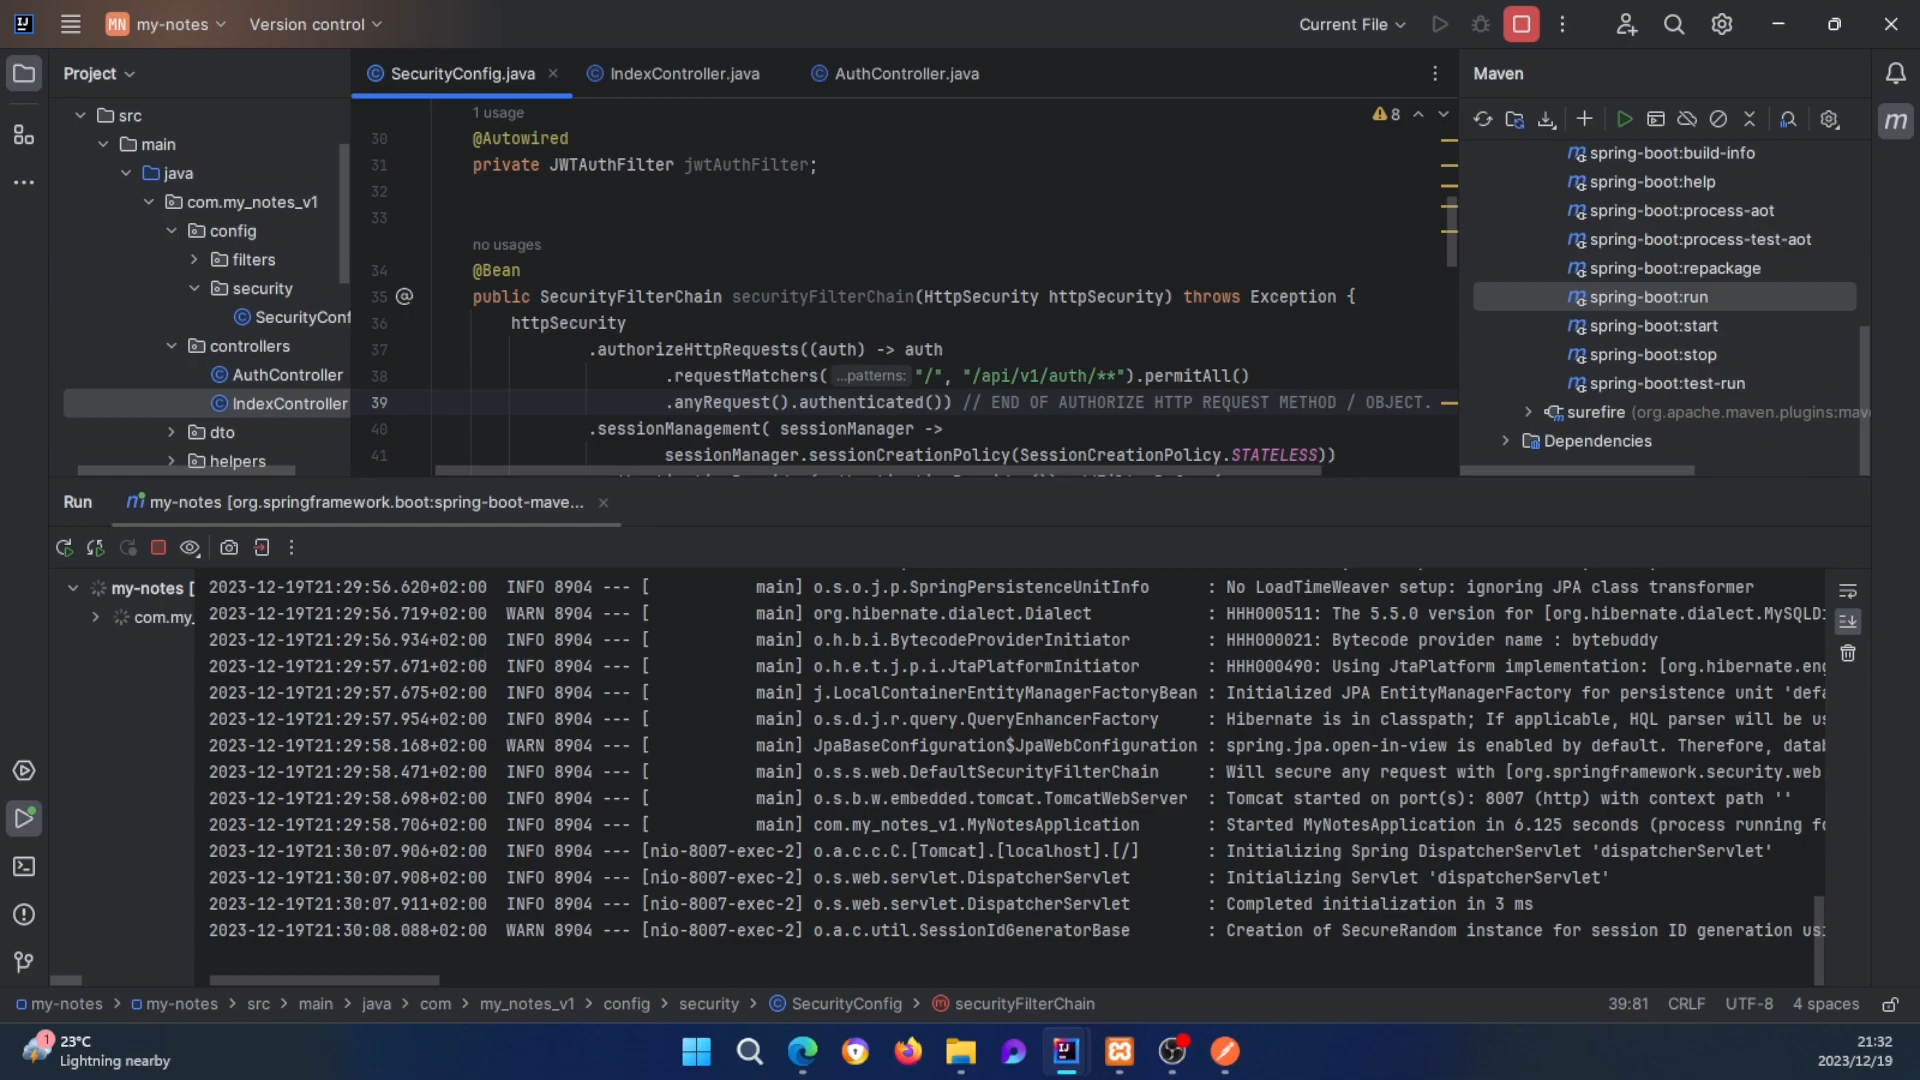 IJ
MN my-notes
Version control
Current File
Project
SecurityConfig.java
IndexController.java
AuthController.java
Maven
src
main
java
com.my_notes_v1
config
filters
security
SecurityConf
controllers
AuthController
IndexController
dto
helpers
1 usage
8
30 @Autowired
31 private JWTAuthFilter jwtAuthFilter;
32
33
no usages
34 @Bean
35 public SecurityFilterChain securityFilterChain(HttpSecurity httpSecurity) throws Exception {
36 httpSecurity
37 .authorizeHttpRequests((auth) -> auth
38 .requestMatchers( ...patterns: "/", "/api/v1/auth/**").permitAll()
39 .anyRequest().authenticated()) // END OF AUTHORIZE HTTP REQUEST METHOD / OBJECT.
40 .sessionManagement( sessionManager ->
41 sessionManager.sessionCreationPolicy(SessionCreationPolicy.STATELESS))
m
spring-boot:build-info
spring-boot:help
spring-boot:process-aot
spring-boot:process-test-aot
spring-boot:repackage
spring-boot:run
spring-boot:start
spring-boot:stop
spring-boot:test-run
surefire (org.apache.maven.plugins:mav
Dependencies
Run
my-notes [org.springframework.boot:spring-boot-mave...
my-notes [
com.my_
2023-12-19T21:29:56.620+02:00 INFO 8904 --- [ main] o.s.o.j.p.SpringPersistenceUnitInfo : No LoadTimeWeaver setup: ignoring JPA class transformer
2023-12-19T21:29:56.719+02:00 WARN 8904 --- [ main] org.hibernate.dialect.Dialect : HHH000511: The 5.5.0 version for [org.hibernate.dialect.MySQLDi
2023-12-19T21:29:56.934+02:00 INFO 8904 --- [ main] o.h.b.i.BytecodeProviderInitiator : HHH000021: Bytecode provider name : bytebuddy
2023-12-19T21:29:57.671+02:00 INFO 8904 --- [ main] o.h.e.t.j.p.i.JtaPlatformInitiator : HHH000490: Using JtaPlatform implementation: [org.hibernate.eng
2023-12-19T21:29:57.675+02:00 INFO 8904 --- [ main] j.LocalContainerEntityManagerFactoryBean : Initialized JPA EntityManagerFactory for persistence unit 'defa
2023-12-19T21:29:57.954+02:00 INFO 8904 --- [ main] o.s.d.j.r.query.QueryEnhancerFactory : Hibernate is in classpath; If applicable, HQL parser will be us
2023-12-19T21:29:58.168+02:00 WARN 8904 --- [ main] JpaBaseConfiguration$JpaWebConfiguration : spring.jpa.open-in-view is enabled by default. Therefore, datab
2023-12-19T21:29:58.471+02:00 INFO 8904 --- [ main] o.s.s.web.DefaultSecurityFilterChain : Will secure any request with [org.springframework.security.web
2023-12-19T21:29:58.698+02:00 INFO 8904 --- [ main] o.s.b.w.embedded.tomcat.TomcatWebServer : Tomcat started on port(s): 8007 (http) with context path ''
2023-12-19T21:29:58.706+02:00 INFO 8904 --- [ main] com.my_notes_v1.MyNotesApplication : Started MyNotesApplication in 6.125 seconds (process running fo
2023-12-19T21:30:07.906+02:00 INFO 8904 --- [nio-8007-exec-2] o.a.c.c.C.[Tomcat].[localhost].[/] : Initializing Spring DispatcherServlet 'dispatcherServlet'
2023-12-19T21:30:07.908+02:00 INFO 8904 --- [nio-8007-exec-2] o.s.web.servlet.DispatcherServlet : Initializing Servlet 'dispatcherServlet'
2023-12-19T21:30:07.911+02:00 INFO 8904 --- [nio-8007-exec-2] o.s.web.servlet.DispatcherServlet : Completed initialization in 3 ms
2023-12-19T21:30:08.088+02:00 WARN 8904 --- [nio-8007-exec-2] o.a.c.util.SessionIdGeneratorBase : Creation of SecureRandom instance for session ID generation usi
my-notes > my-notes > src > main > java > com > my_notes_v1 > config > security > SecurityConfig > securityFilterChain
39:81 CRLF UTF-8 4 spaces
1
23°C
Lightning nearby
21:32
2023/12/19